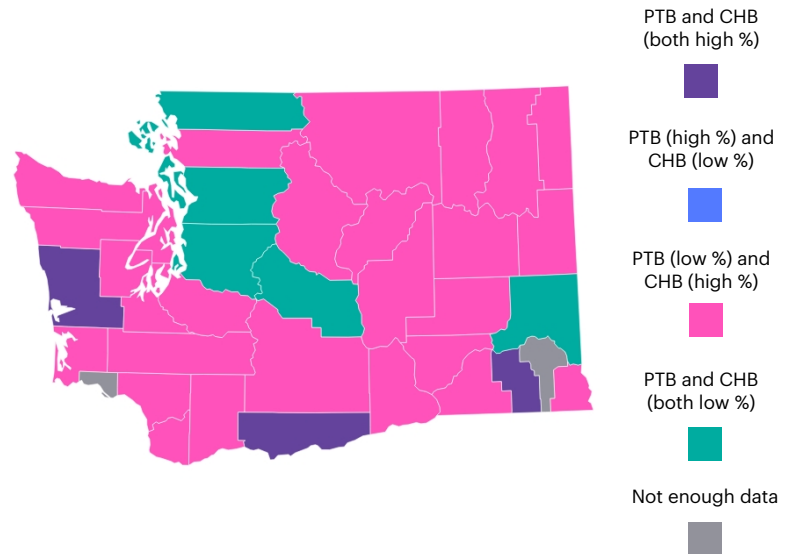 PTB and CHB
(both high %)
PTB (high %) and
CHB (low %)
PTB (low %) and
CHB (high %)
PTB and CHB
(both low %)
Not enough data